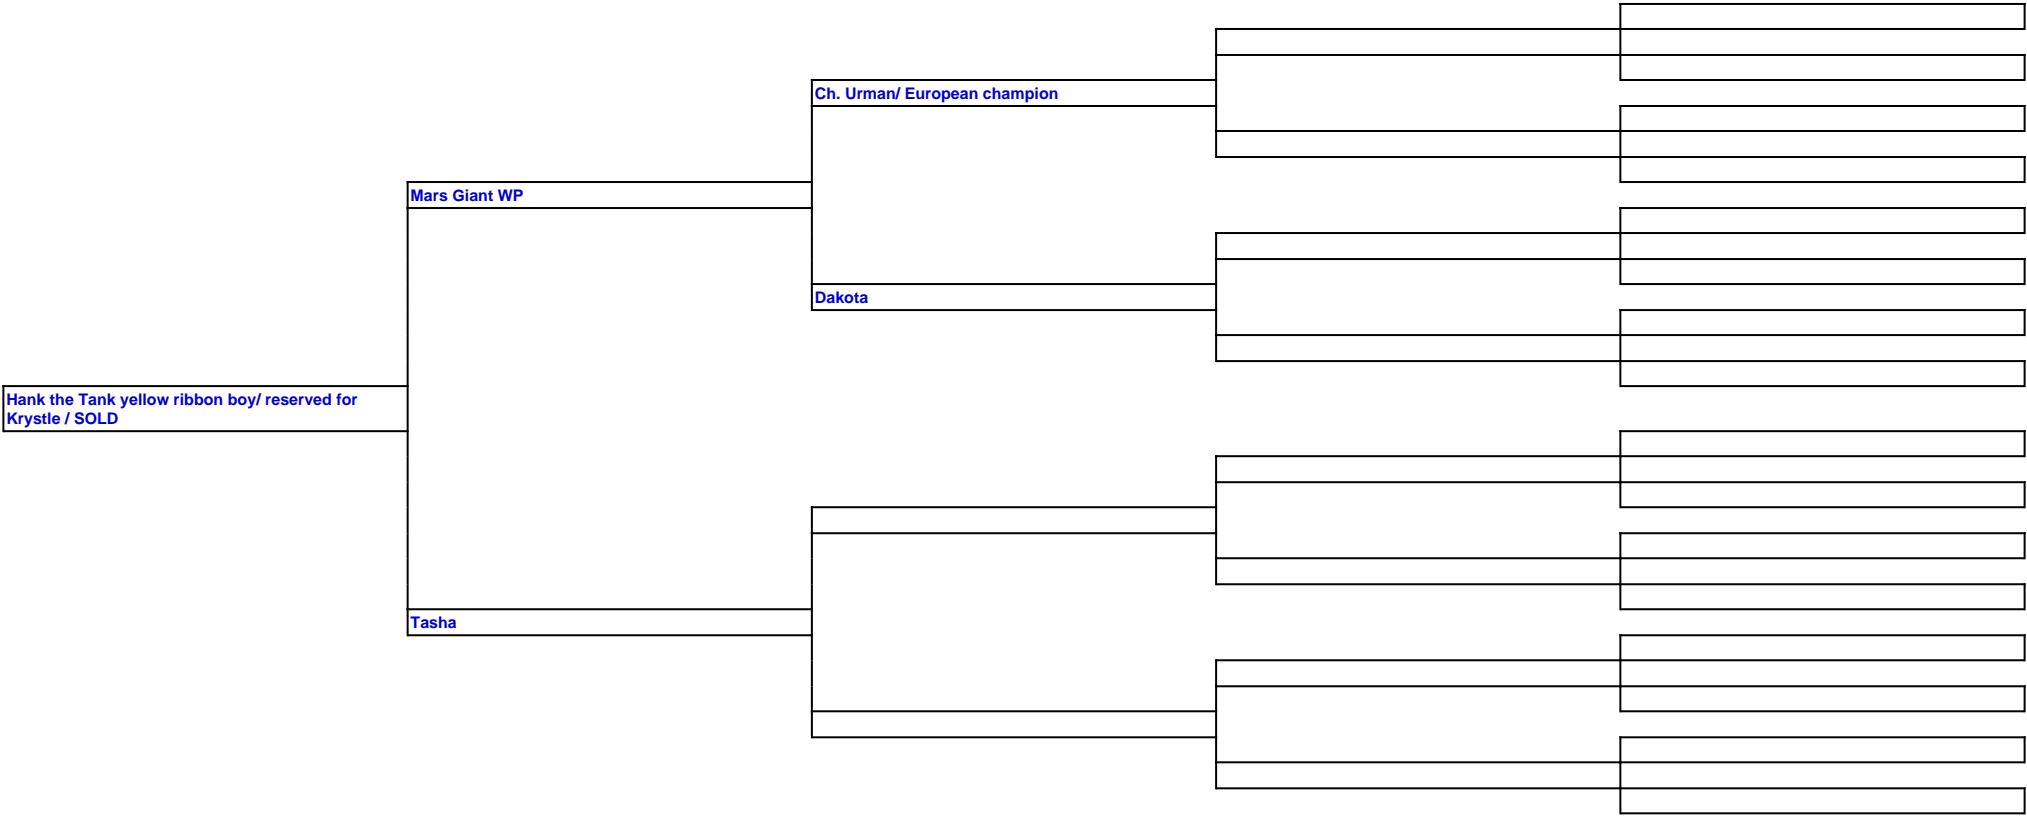 Ch. Urman/ European champion
Mars Giant WP
Dakota
Hank the Tank yellow ribbon boy/ reserved for
Krystle / SOLD
Tasha